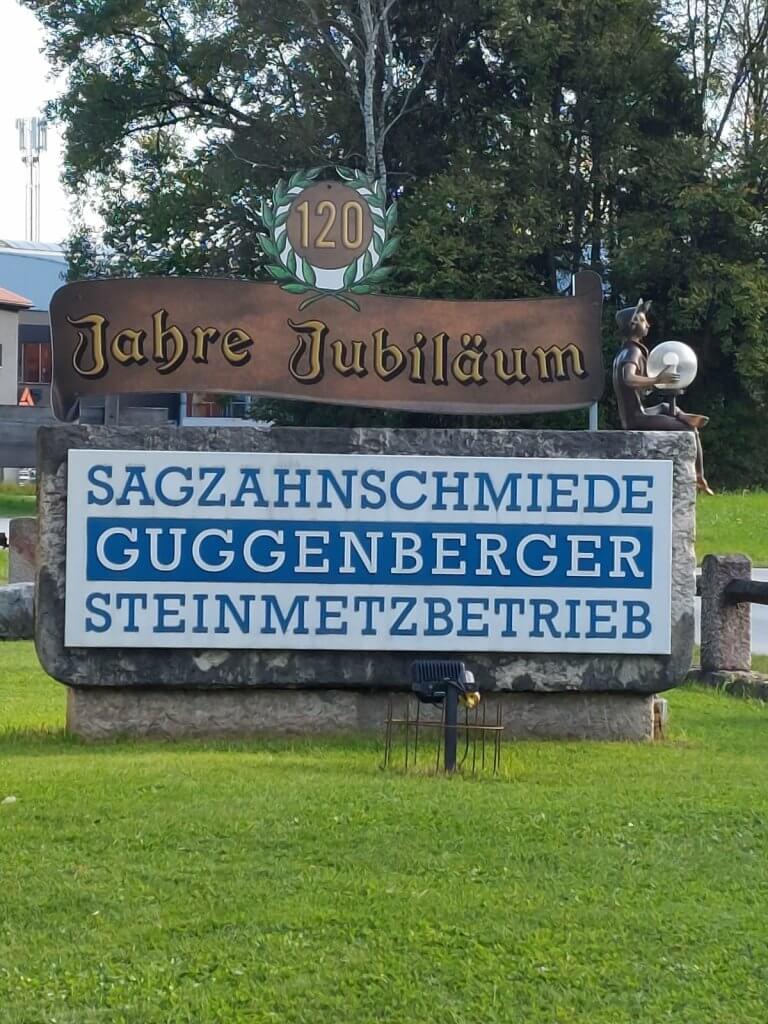 120
Jahre Jubiläum
SAGZAHNSCHMIEDE
GUGGENBERGER
STEINMETZBETRIEB